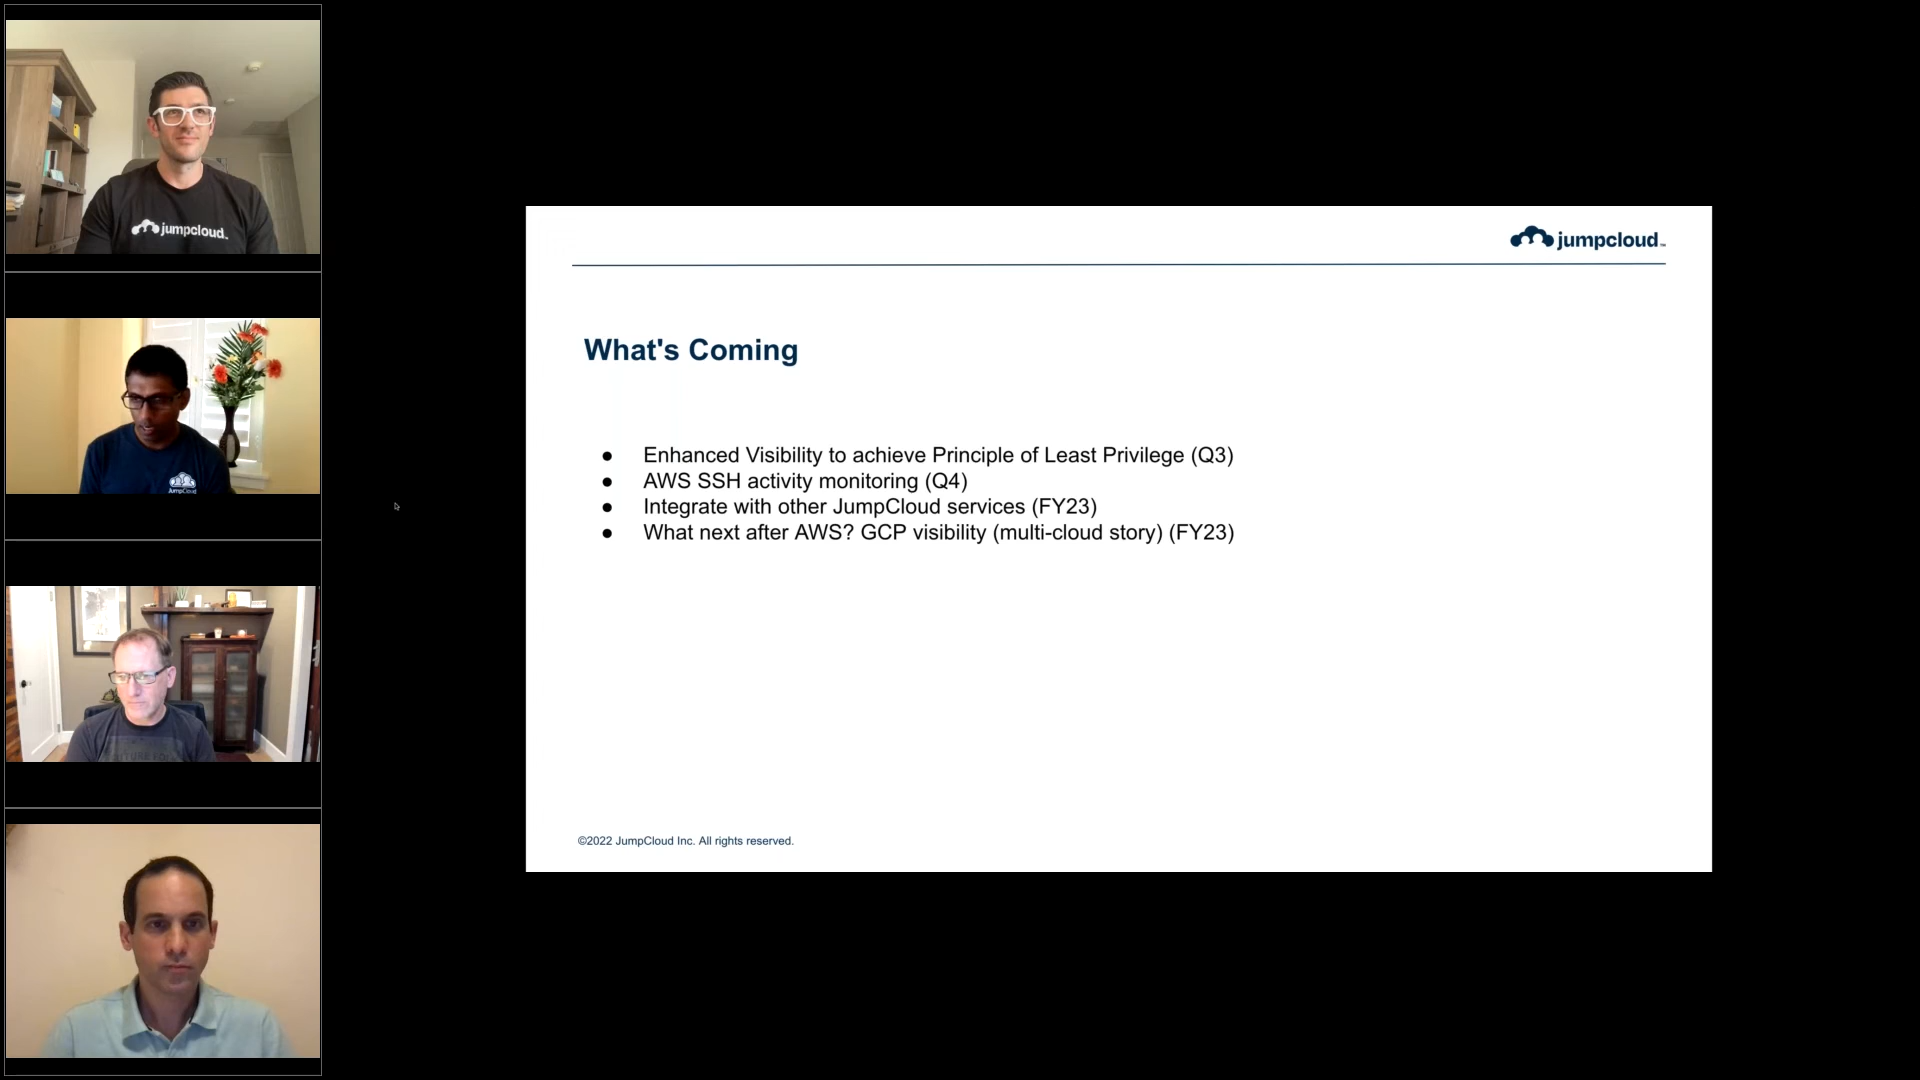 jumpcloud
JumpCloud
jumpcloud
What's Coming
● Enhanced Visibility to achieve Principle of Least Privilege (Q3)
● AWS SSH activity monitoring (Q4)
● Integrate with other JumpCloud services (FY23)
● What next after AWS? GCP visibility (multi-cloud story) (FY23)
©2022 JumpCloud Inc. All rights reserved.